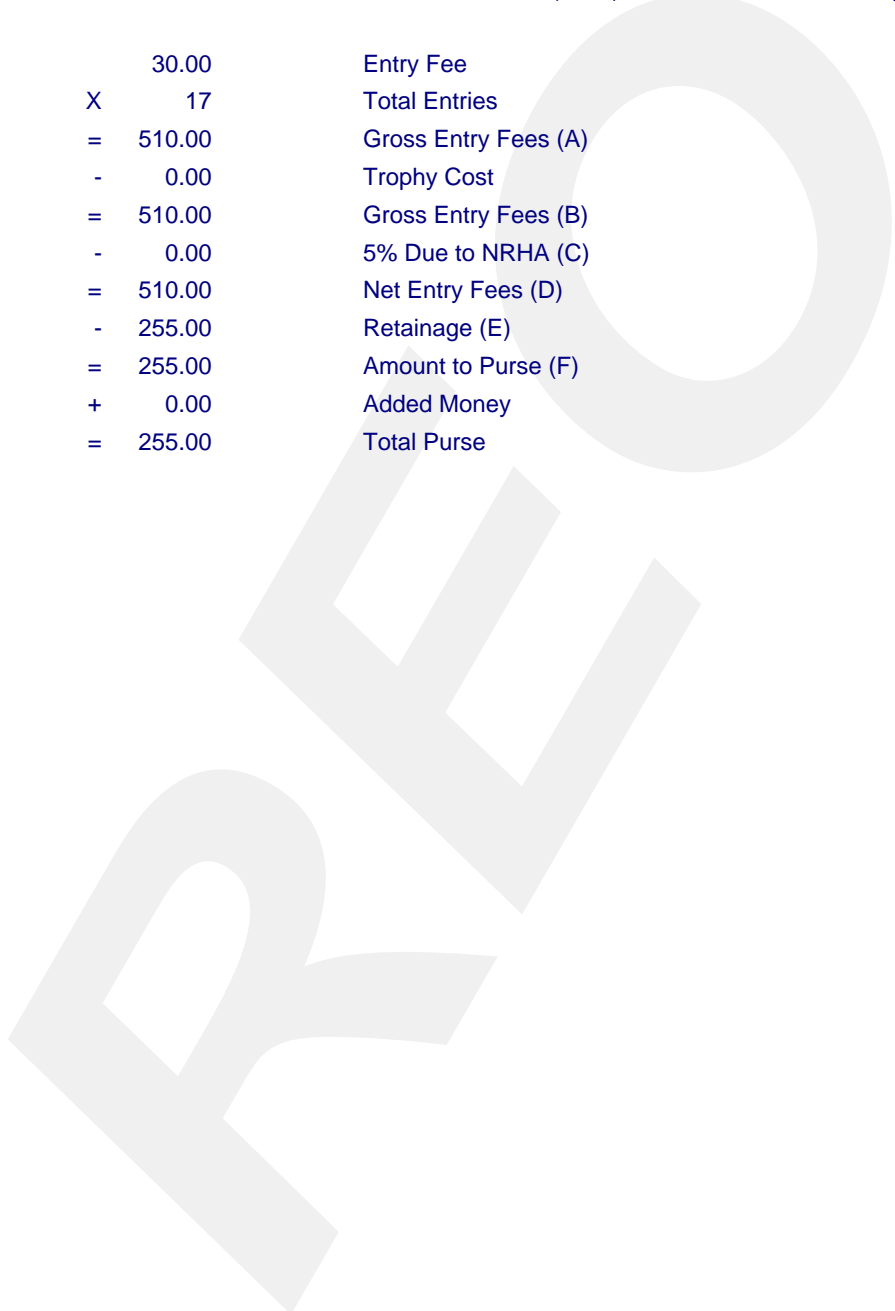 30.00 Entry Fee
X 17 Total Entries
= 510.00 Gross Entry Fees (A)
- 0.00 Trophy Cost
= 510.00 Gross Entry Fees (B)
- 0.00 5% Due to NRHA (C)
= 510.00 Net Entry Fees (D)
- 255.00 Retainage (E)
= 255.00 Amount to Purse (F)
+ 0.00 Added Money
= 255.00 Total Purse
REO